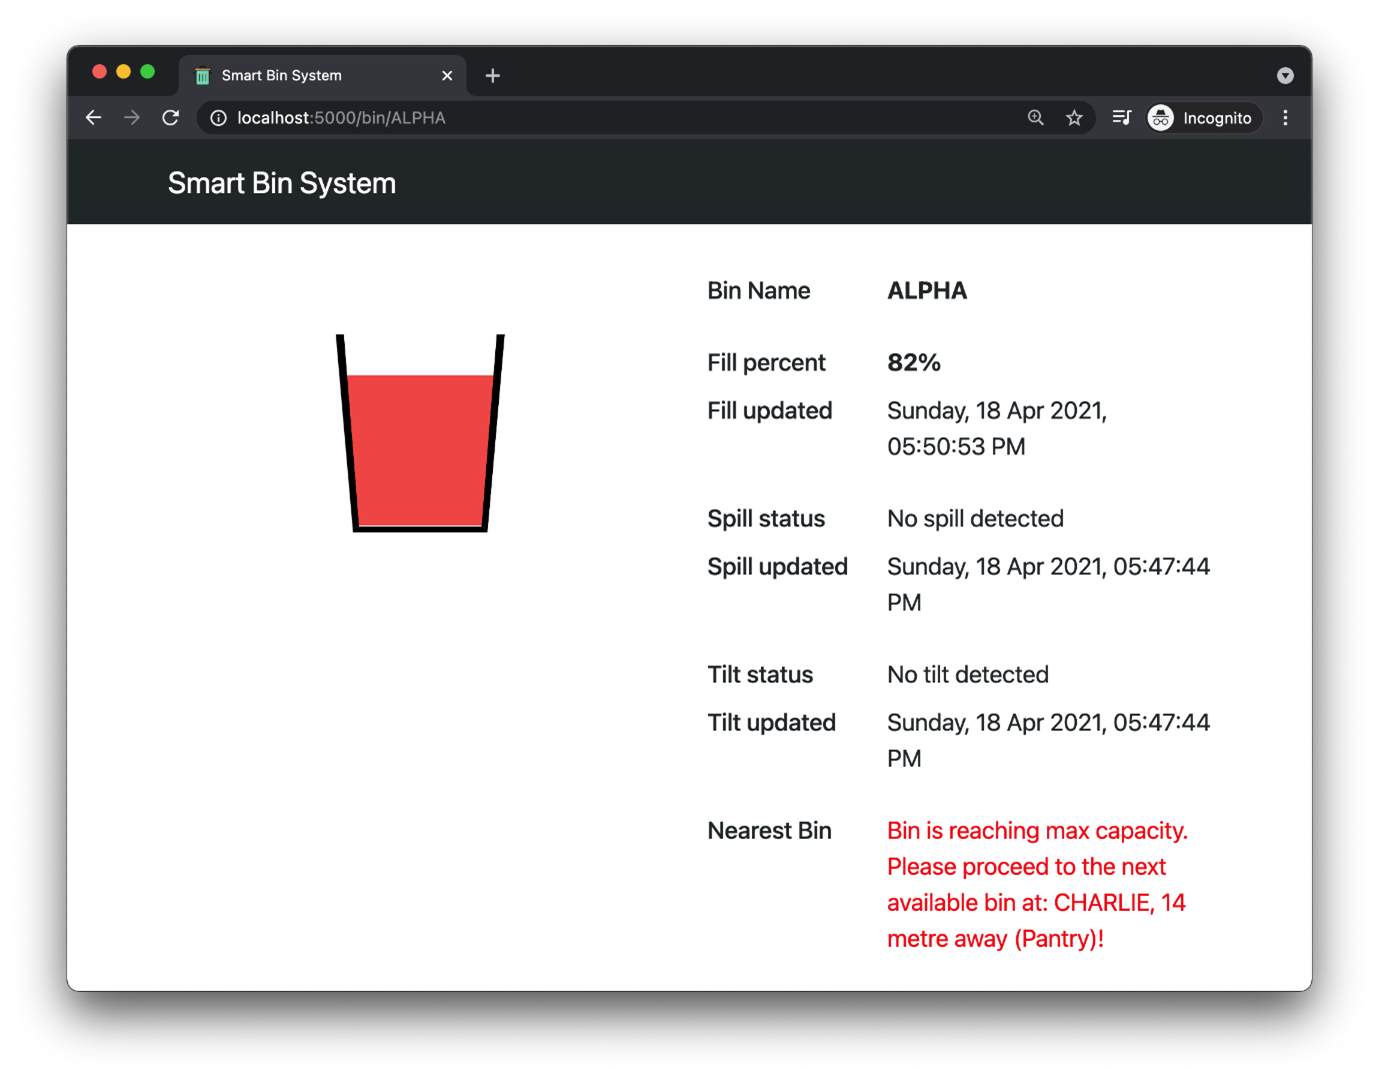 Smart Bin System
localhost:5000/bin/ALPHA
Incognito
Smart Bin System
Bin Name ALPHA
Fill percent 82%
Fill updated Sunday, 18 Apr 2021,
05:50:53 PM
Spill status No spill detected
Spill updated Sunday, 18 Apr 2021, 05:47:44
PM
Tilt status No tilt detected
Tilt updated Sunday, 18 Apr 2021, 05:47:44
PM
Nearest Bin Bin is reaching max capacity.
Please proceed to the next
available bin at: CHARLIE, 14
metre away (Pantry)!